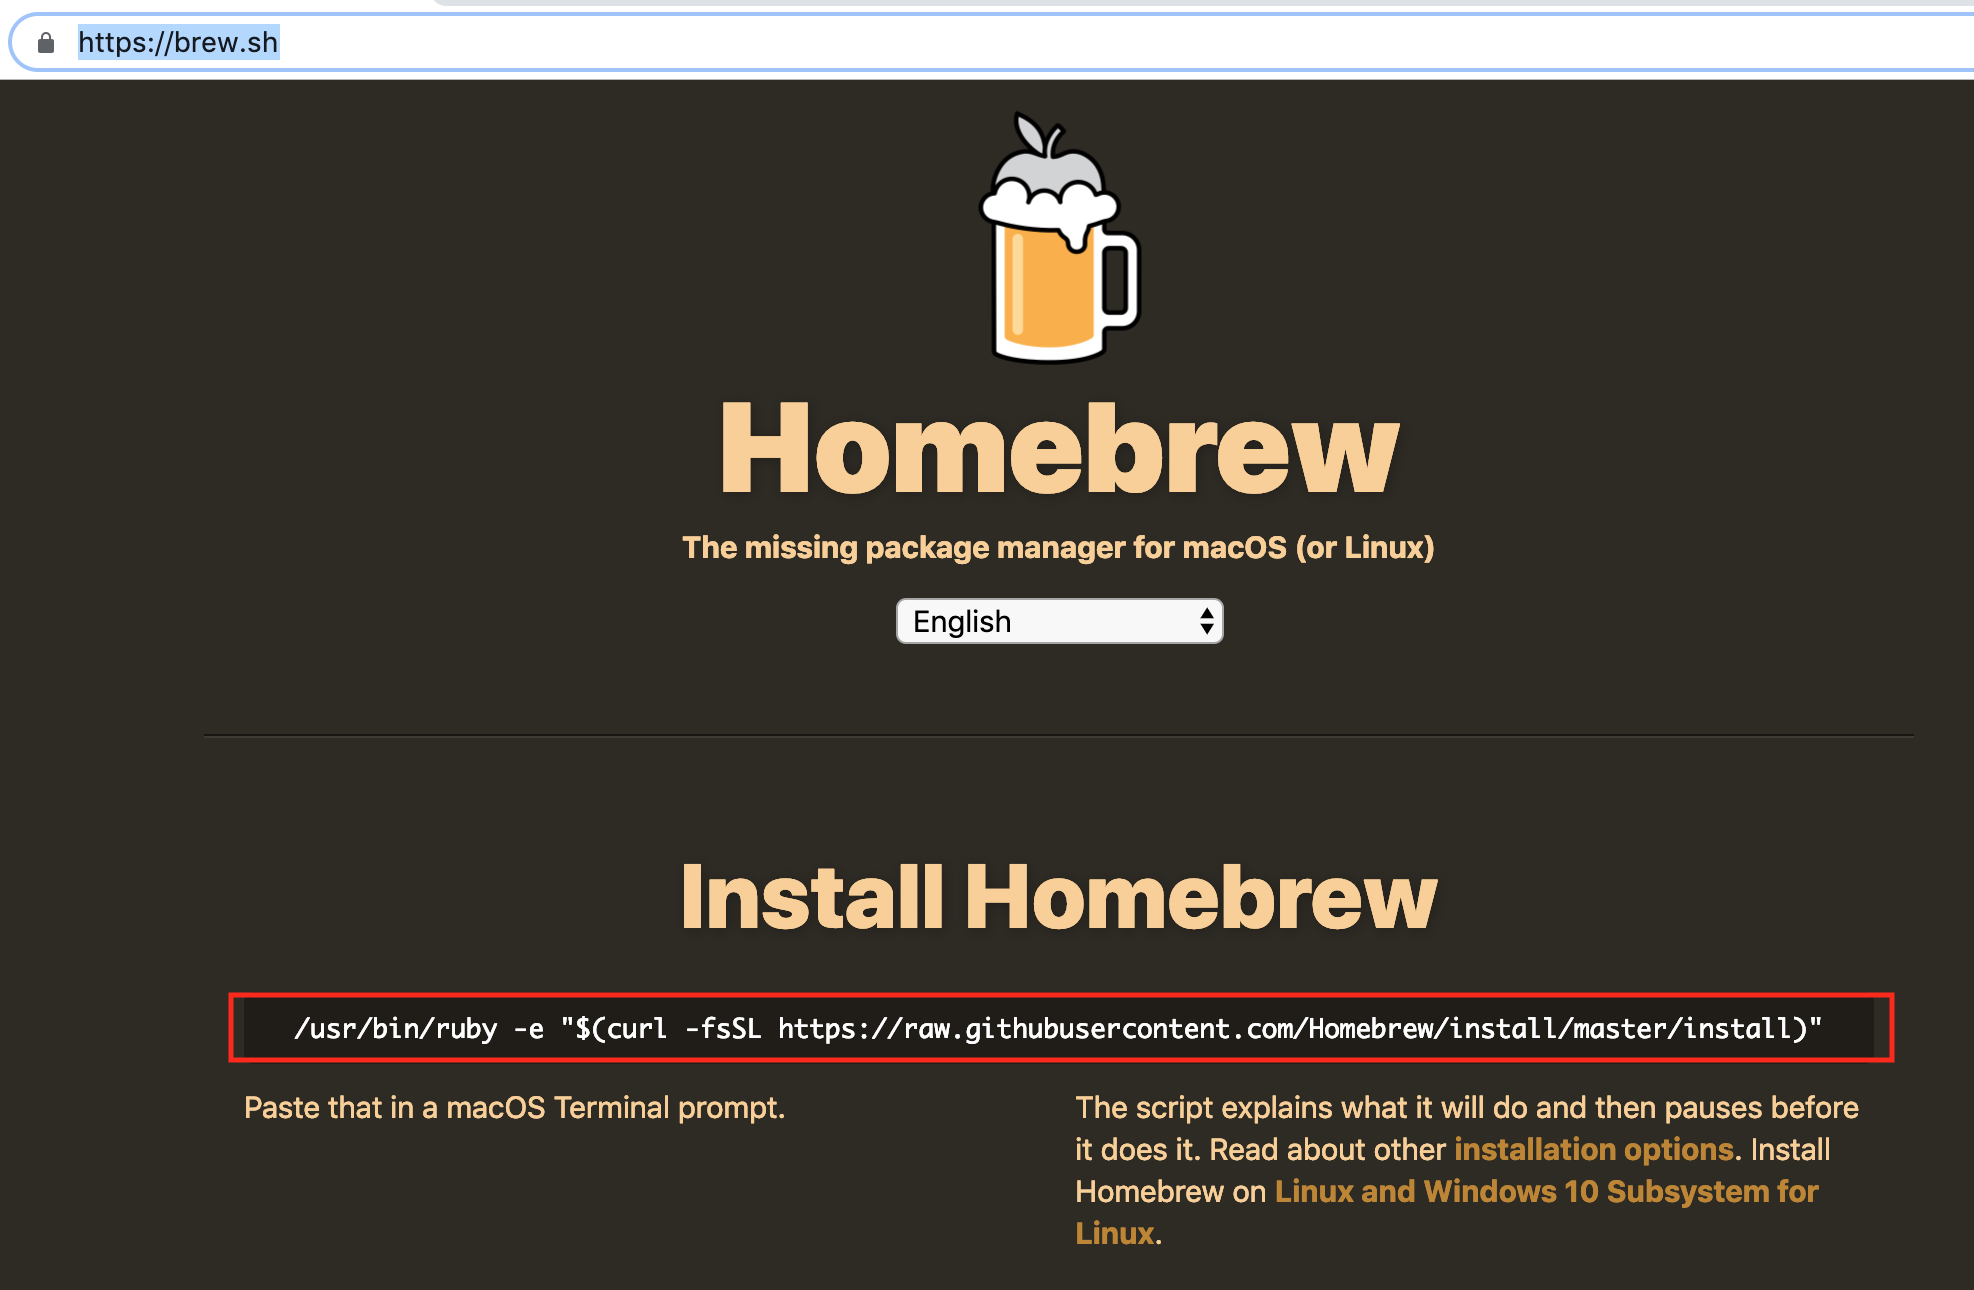 https://brew.sh
Homebrew
The missing package manager for macOS (or Linux)
English
Install Homebrew
/usr/bin/ruby -e "$(curl -fsSL https://raw.githubusercontent.com/Homebrew/install/master/install)"
Paste that in a macOS Terminal prompt.
The script explains what it will do and then pauses before
it does it. Read about other installation options. Install
Homebrew on Linux and Windows 10 Subsystem for
Linux.